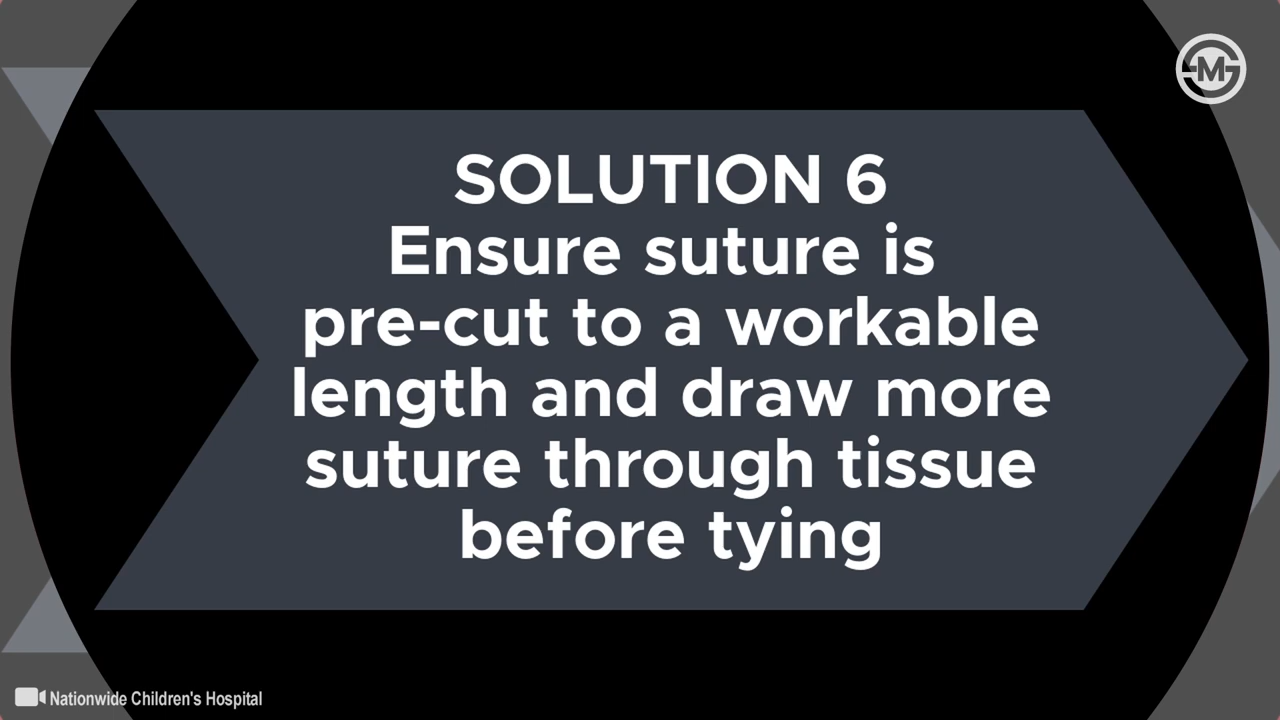 SOLUTION 6
Ensure suture is
pre-cut to a workable
length and draw more
suture through tissue
before tying
Nationwide Children's Hospital